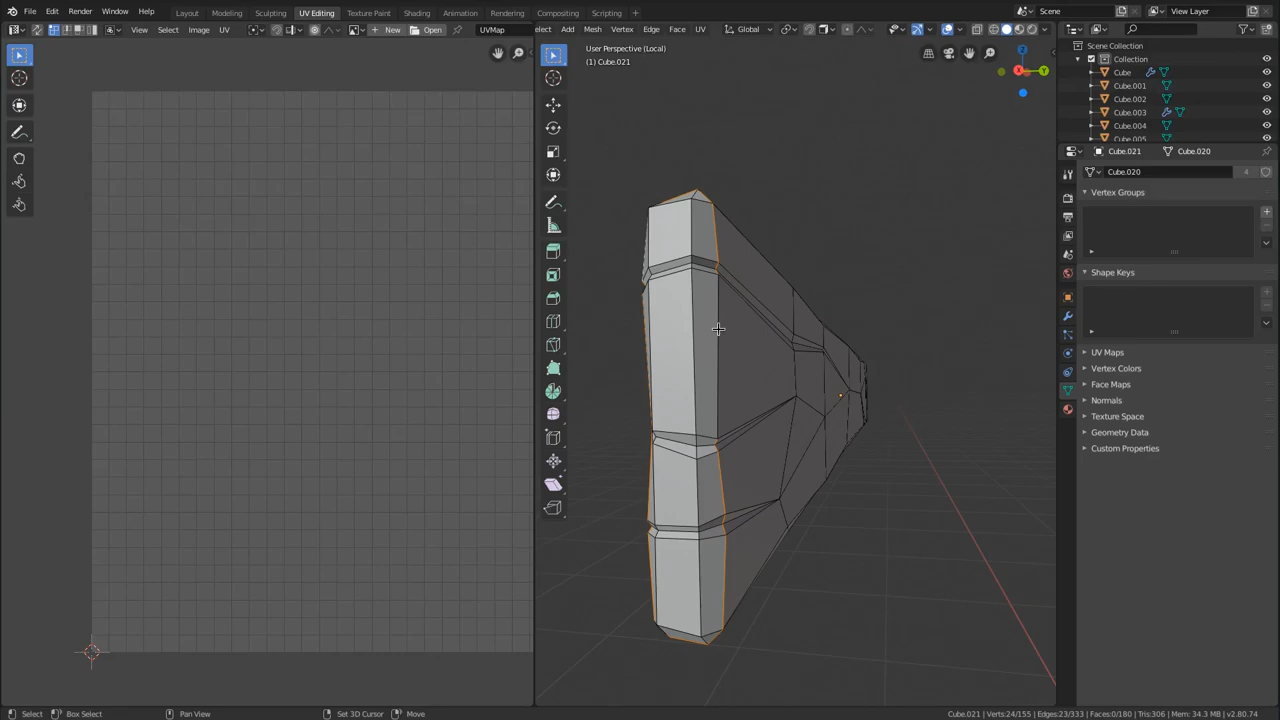 File Edit Render Window Help Layout Modeling Sculpting UV Editing Texture Paint Shading Animation Rendering Compositing Scripting + Scene View Layer
View Select Image UV New Open UVMap Select Add Mesh Vertex Edge Face UV Global
User Perspective (Local)
(1) Cube.021
Scene Collection
Collection
Cube
Cube.001
Cube.002
Cube.003
Cube.004
Cube.005
Cube.021 Cube.020
Cube.020 4
Vertex Groups
Shape Keys
UV Maps
Vertex Colors
Face Maps
Normals
Texture Space
Geometry Data
Custom Properties
X Y Z
Select Box Select Pan View Set 3D Cursor Move Cube.021 | Verts:24/155 | Edges:23/333 | Faces:0/180 | Tris:306 | Mem: 34.3 MB | v2.80.74